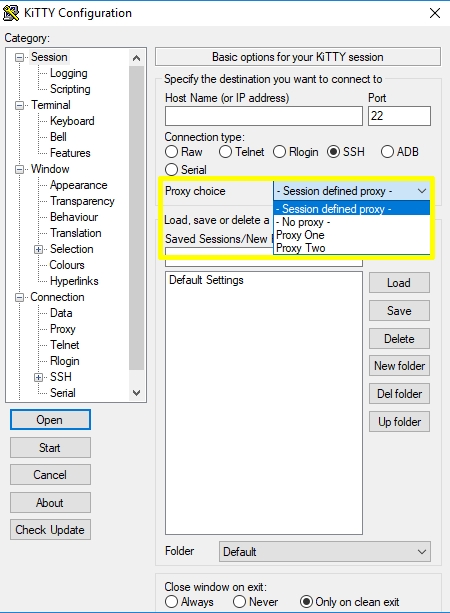 KiTTY Configuration
Category:
Session
Logging
Scripting
Terminal
Keyboard
Bell
Features
Window
Appearance
Transparency
Behaviour
Translation
Selection
Colours
Hyperlinks
Connection
Data
Proxy
Telnet
Rlogin
SSH
Serial
Open
Start
Cancel
About
Check Update
Basic options for your KiTTY session
Specify the destination you want to connect to
Host Name (or IP address) Port
22
Connection type:
Raw Telnet Rlogin SSH ADB
Serial
Proxy choice - Session defined proxy -
- Session defined proxy -
- No proxy -
Proxy One
Proxy Two
Load, save or delete a
Saved Sessions/New
Default Settings
Load
Save
Delete
New folder
Del folder
Up folder
Folder Default
Close window on exit:
Always Never Only on clean exit